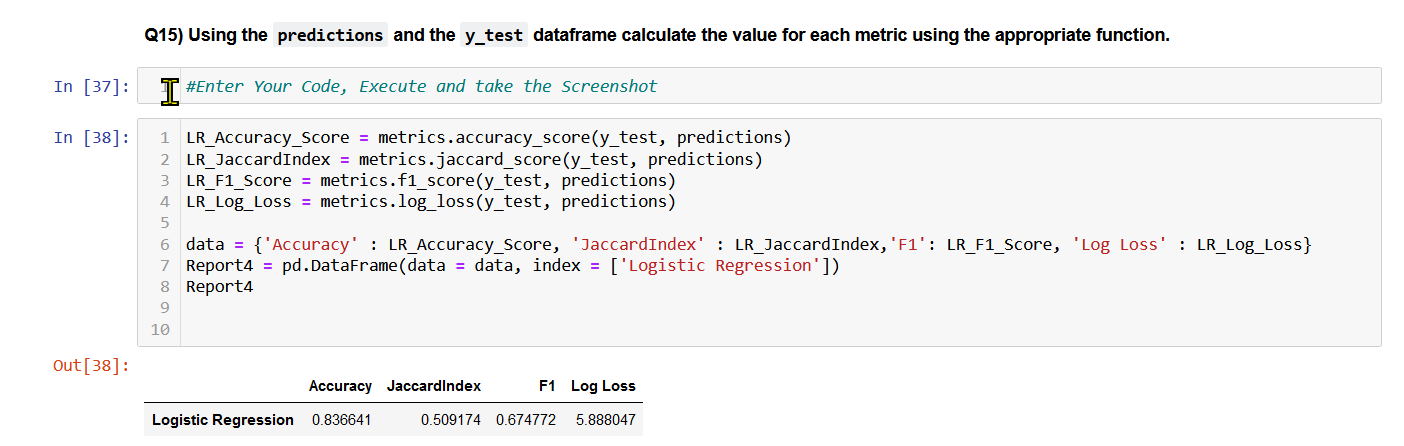 Q15) Using the predictions and the y_test dataframe calculate the value for each metric using the appropriate function.
In [37]: #Enter Your Code, Execute and take the Screenshot
In [38]: 1 LR_Accuracy_Score = metrics.accuracy_score(y_test, predictions)
2 LR_JaccardIndex = metrics.jaccard_score(y_test, predictions)
3 LR_F1_Score = metrics.f1_score(y_test, predictions)
4 LR_Log_Loss = metrics.log_loss(y_test, predictions)
5
6 data = {'Accuracy' : LR_Accuracy_Score, 'JaccardIndex' : LR_JaccardIndex,'F1': LR_F1_Score, 'Log Loss' : LR_Log_Loss}
7 Report4 = pd.DataFrame(data = data, index = ['Logistic Regression'])
8 Report4
9
10
Out[38]:
Accuracy JaccardIndex F1 Log Loss
Logistic Regression 0.836641 0.509174 0.674772 5.888047